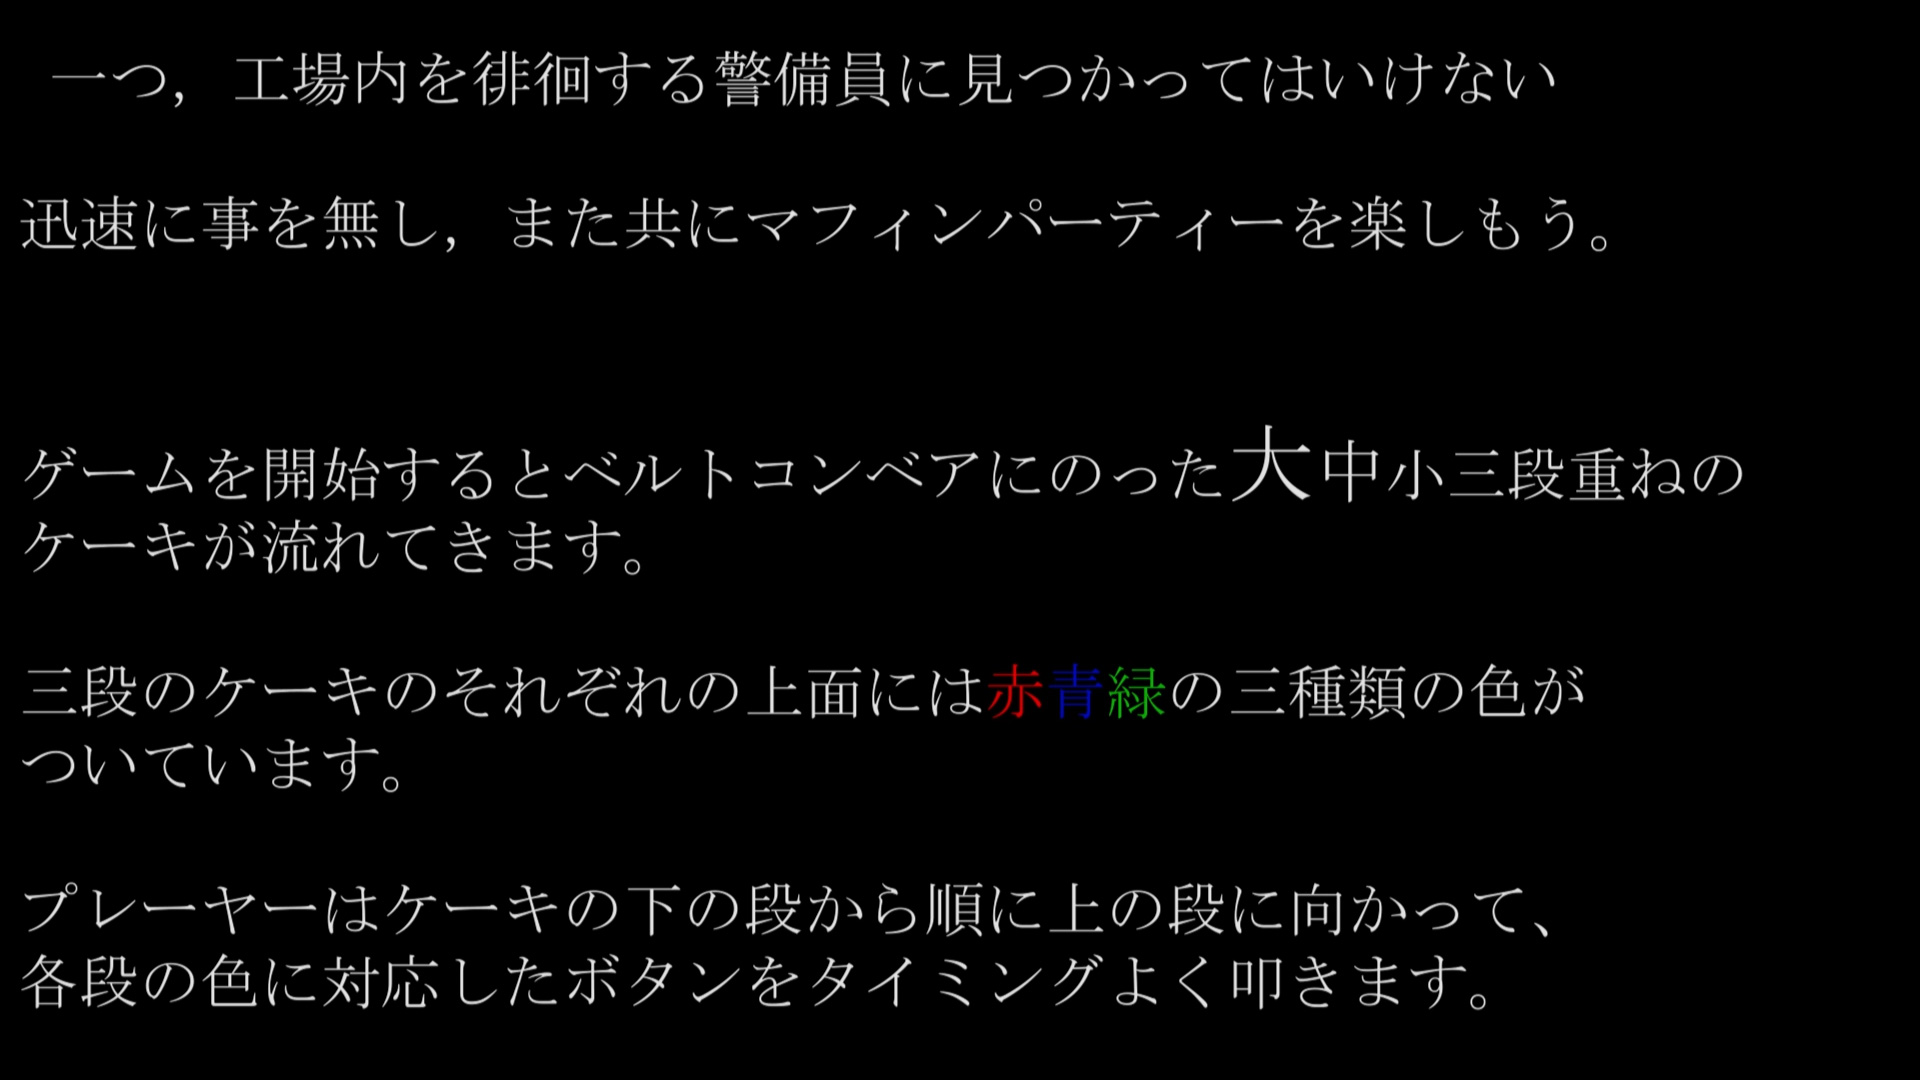 一つ，工場内を徘徊する警備員に見つかってはいけない
迅速に事を無し，また共にマフィンパーティーを楽しもう。
ゲームを開始するとベルトコンベアにのった大中小三段重ねの
ケーキが流れてきます。
三段のケーキのそれぞれの上面には赤青緑の三種類の色が
ついています。
プレーヤーはケーキの下の段から順に上の段に向かって、
各段の色に対応したボタンをタイミングよく叩きます。